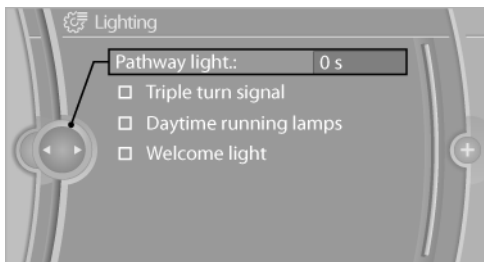 Lighting
Pathway light.: 0 s
Triple turn signal
Daytime running lamps
Welcome light